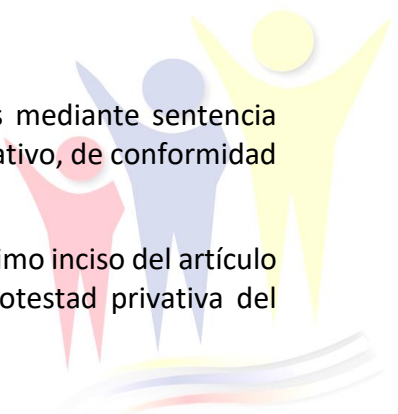 s mediante sentencia
ativo, de conformidad
imo inciso del artículo
otestad privativa del